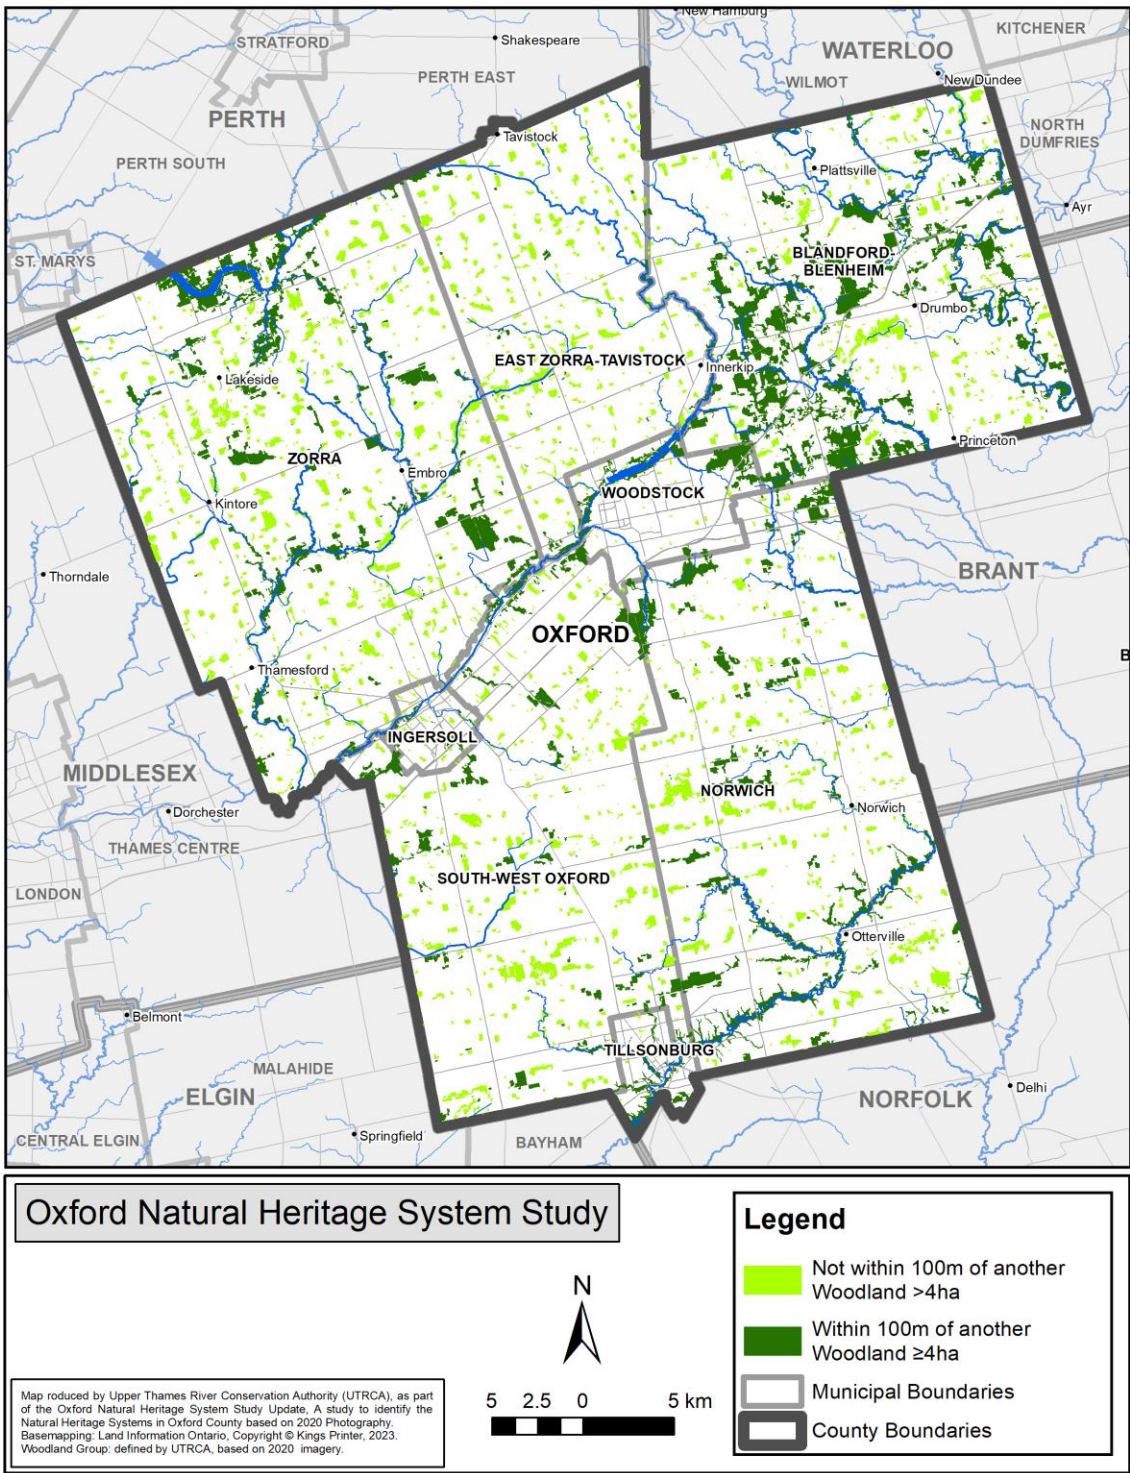 New Hamburg
KITCHENER
STRATFORD
Shakespeare
WATERLOO
PERTH EAST
WILMOT
New Dundee
PERTH
NORTH
DUMFRIES
Tavistock
PERTH SOUTH
Plattsville
Ayr
ST. MARYS
BLANDFORD-
BLENHEIM
Drumbo
EAST ZORRA-TAVISTOCK
Innerkip
Lakeside
ZORRA
Embro
Princeton
WOODSTOCK
Kintore
Thorndale
BRANT
OXFORD
B
Thamesford
INGERSOLL
MIDDLESEX
NORWICH
Norwich
Dorchester
THAMES CENTRE
SOUTH-WEST OXFORD
LONDON
Otterville
Belmont
TILLSONBURG
MALAHIDE
ELGIN
Delhi
NORFOLK
CENTRAL ELGIN
Springfield
BAYHAM
Oxford Natural Heritage System Study
N
5 2.5 0 5 km
Map roduced by Upper Thames River Conservation Authority (UTRCA), as part
of the Oxford Natural Heritage System Study Update, A study to identify the
Natural Heritage Systems in Oxford County based on 2020 Photography.
Basemapping: Land Information Ontario, Copyright © Kings Printer, 2023.
Woodland Group: defined by UTRCA, based on 2020 imagery.
Legend
Not within 100m of another
Woodland >4ha
Within 100m of another
Woodland ≥4ha
Municipal Boundaries
County Boundaries